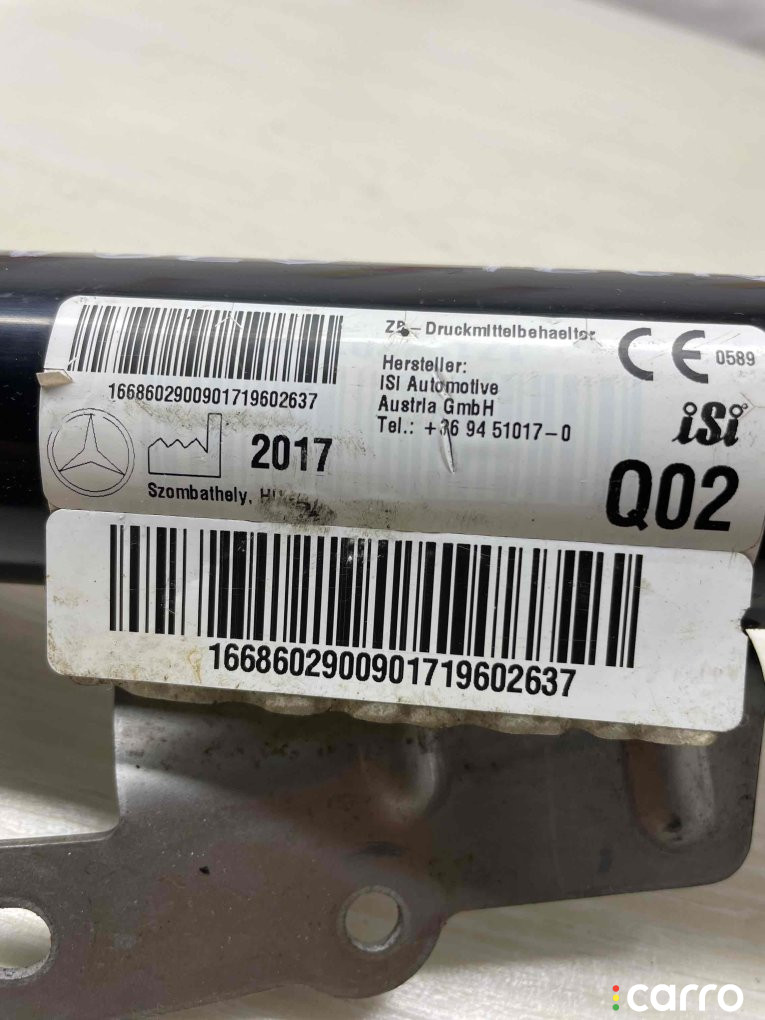 ZB-Druckmittelbehaelter
Hersteller:
ISI Automotive
Austria GmbH
Tel.: +36 94 51017-0
CE 0589
isi
Q02
1668602900901719602637
2017
Szombathely,
1668602900901719602637
carro